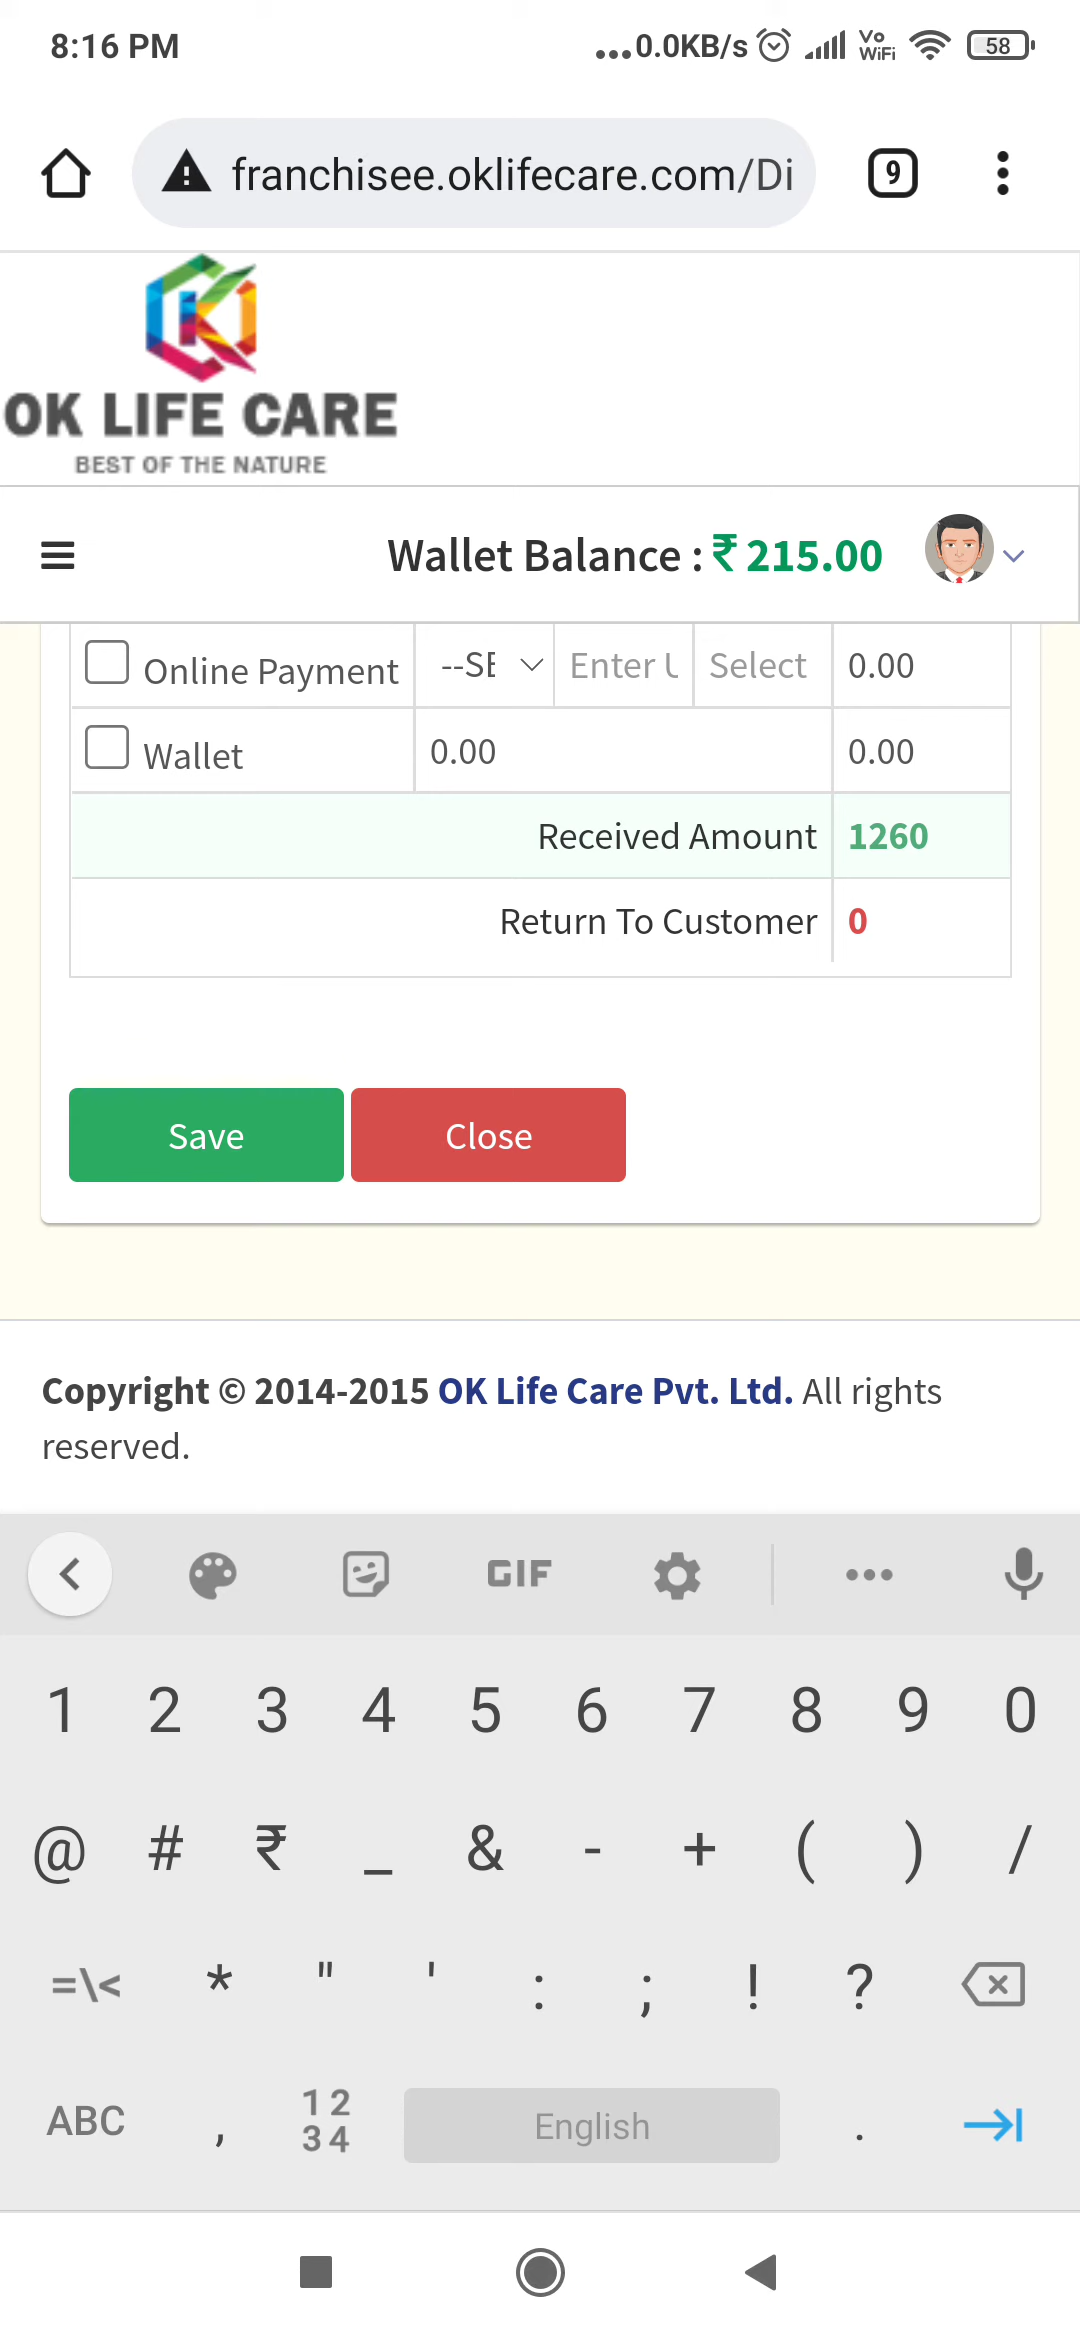 8:16 PM
...0.0KB/s Vo WiFi 58
franchisee.oklifecare.com/Di
9
OK LIFE CARE
BEST OF THE NATURE
Wallet Balance : ₹ 215.00
Online Payment --SE Enter U Select 0.00
Wallet 0.00 0.00
Received Amount 1260
Return To Customer 0
Save Close
Copyright © 2014-2015 OK Life Care Pvt. Ltd. All rights
reserved.
GIF
1 2 3 4 5 6 7 8 9 0
@ # ₹ _ & - + ( ) /
=\< * " ' : ; ! ?
ABC , 12 34 English .